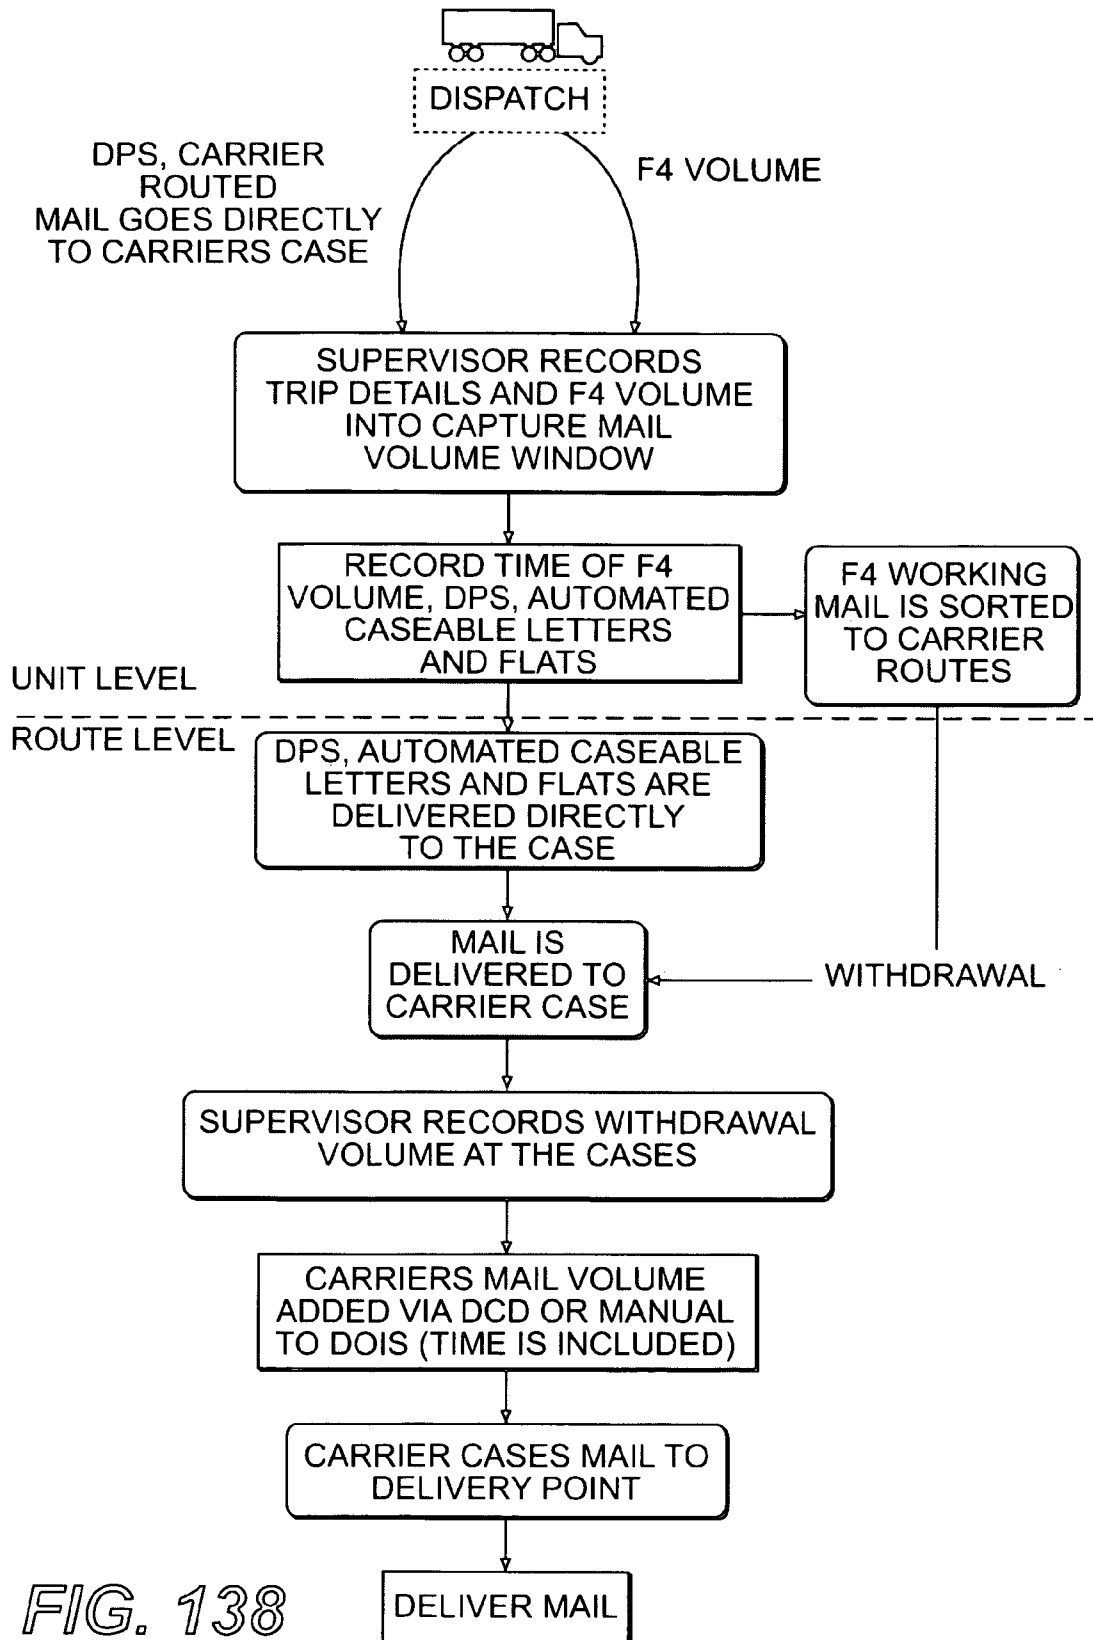 DISPATCH
DPS, CARRIER
ROUTED
MAIL GOES DIRECTLY
TO CARRIERS CASE
F4 VOLUME
SUPERVISOR RECORDS
TRIP DETAILS AND F4 VOLUME
INTO CAPTURE MAIL
VOLUME WINDOW
RECORD TIME OF F4
VOLUME, DPS, AUTOMATED
CASEABLE LETTERS
AND FLATS
F4 WORKING
MAIL IS SORTED
TO CARRIER
ROUTES
UNIT LEVEL
ROUTE LEVEL
DPS, AUTOMATED CASEABLE
LETTERS AND FLATS ARE
DELIVERED DIRECTLY
TO THE CASE
MAIL IS
DELIVERED TO
CARRIER CASE
WITHDRAWAL
SUPERVISOR RECORDS WITHDRAWAL
VOLUME AT THE CASES
CARRIERS MAIL VOLUME
ADDED VIA DCD OR MANUAL
TO DOIS (TIME IS INCLUDED)
CARRIER CASES MAIL TO
DELIVERY POINT
DELIVER MAIL
FIG. 138